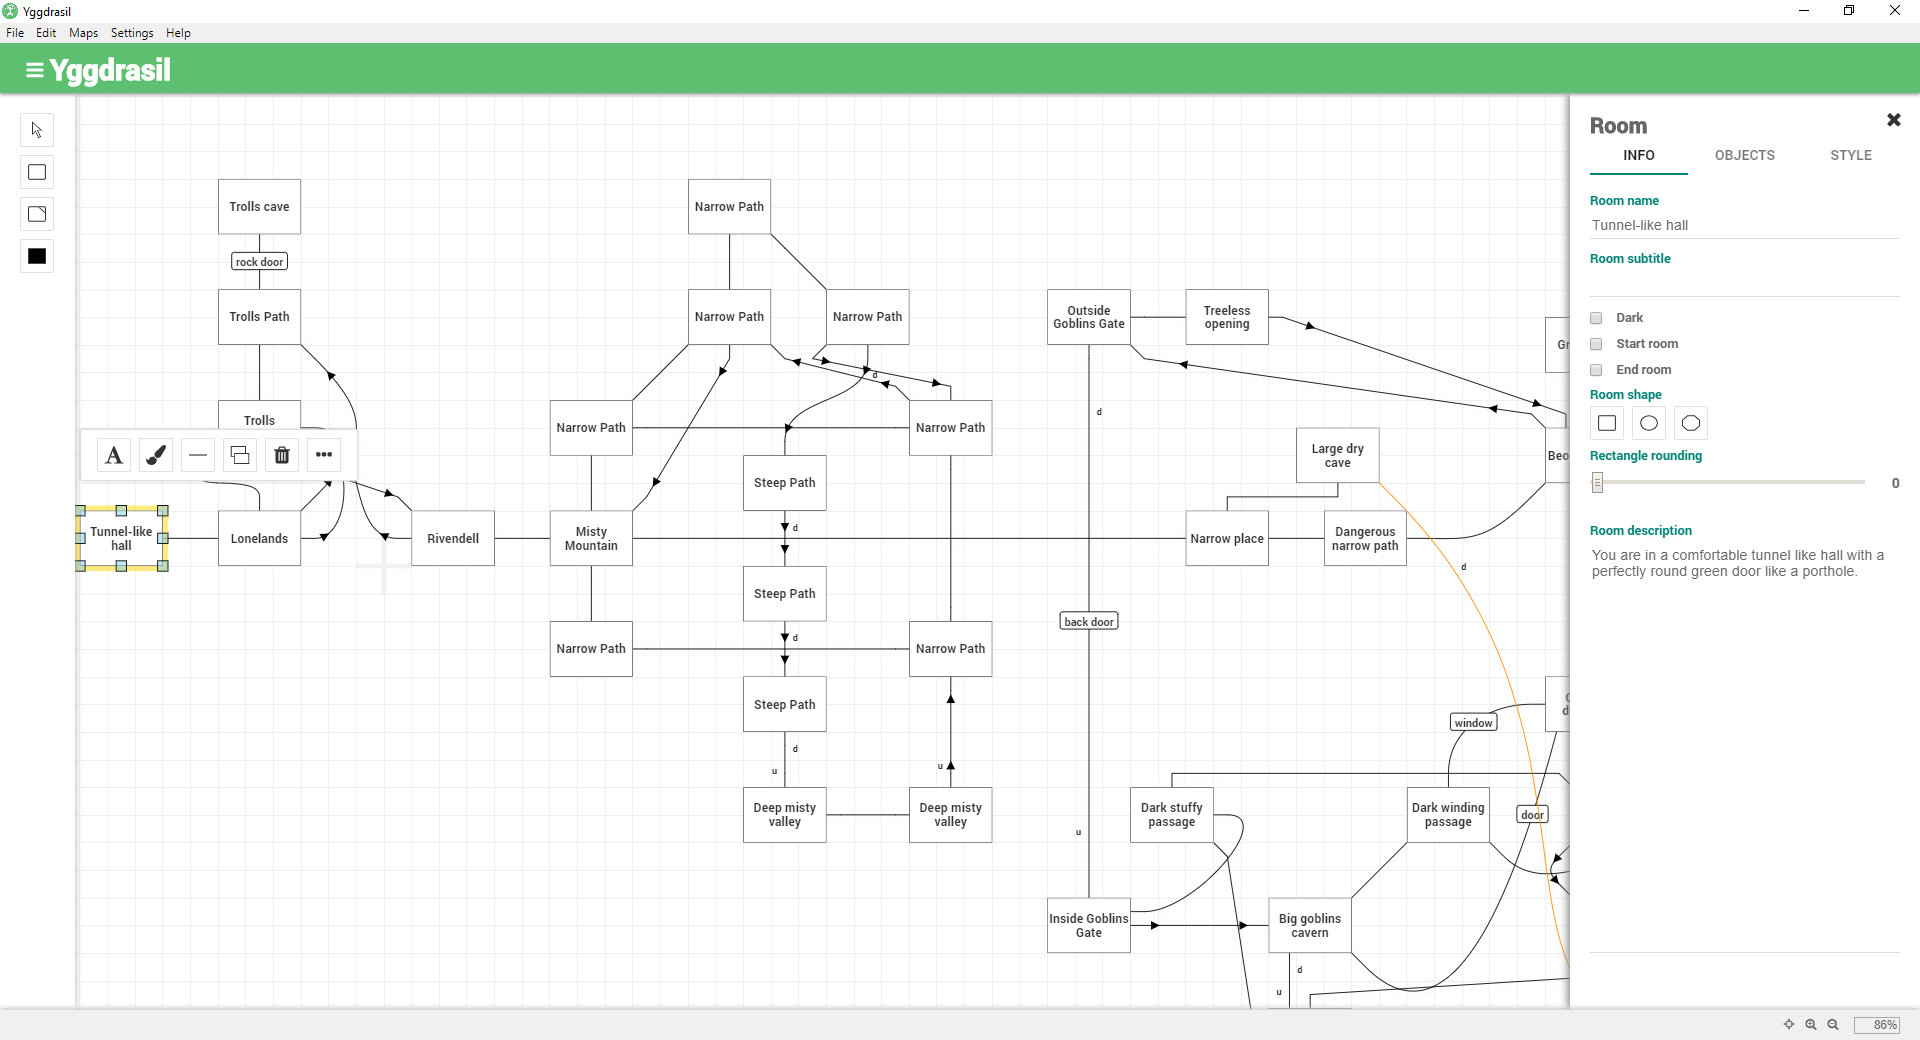 Yggdrasil
File Edit Maps Settings Help
Yggdrasil
Trolls cave
rock door
Trolls Path
Trolls
A
Tunnel-like
hall
Lonelands
Rivendell
Narrow Path
Narrow Path
Narrow Path
d
Narrow Path
Narrow Path
Steep Path
d
Misty
Mountain
Steep Path
d
Narrow Path
Narrow Path
Steep Path
d
u
u
Deep misty
valley
Deep misty
valley
Outside
Goblins Gate
Treeless
opening
d
Large dry
cave
Narrow place
Dangerous
narrow path
d
back door
window
Dark stuffy
passage
Dark winding
passage
door
u
Inside Goblins
Gate
Big goblins
cavern
d
u
Room
INFO OBJECTS STYLE
Room name
Tunnel-like hall
Room subtitle
Dark
Start room
End room
Room shape
Rectangle rounding
0
Room description
You are in a comfortable tunnel like hall with a
perfectly round green door like a porthole.
86%